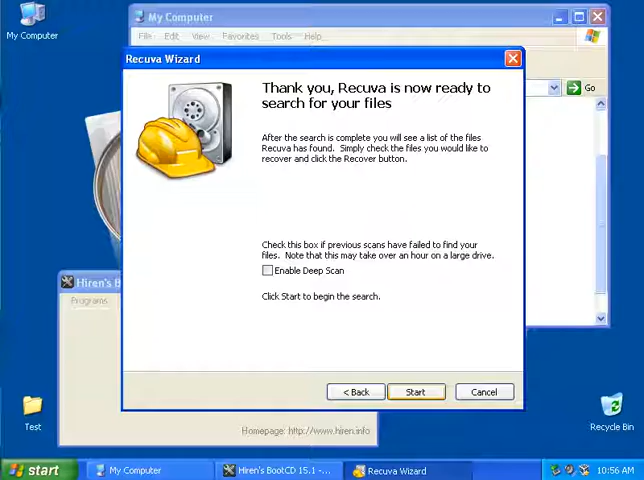 My Computer
My Computer
File Edit View Favorites Tools Help
Go
Recuva Wizard
Thank you, Recuva is now ready to
search for your files
After the search is complete you will see a list of the files
Recuva has found. Simply check the files you would like to
recover and click the Recover button.
Check this box if previous scans have failed to find your
files. Note that this may take over an hour on a large drive.
Enable Deep Scan
Click Start to begin the search.
Hiren's B
Programs
< Back
Start
Cancel
Test
Recycle Bin
Homepage: http://www.hiren.info
start
My Computer
Hiren's BootCD 15.1 -...
Recuva Wizard
10:56 AM